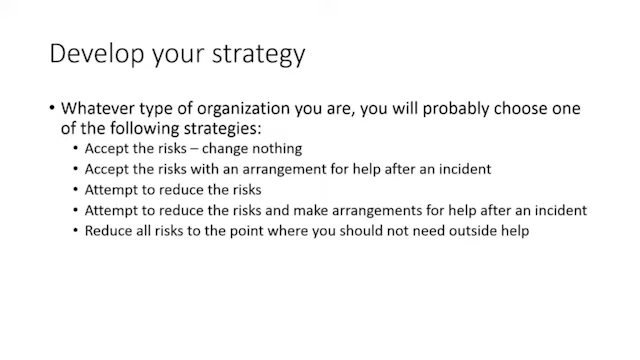 Develop your strategy
• Whatever type of organization you are, you will probably choose one
of the following strategies:
• Accept the risks – change nothing
• Accept the risks with an arrangement for help after an incident
• Attempt to reduce the risks
• Attempt to reduce the risks and make arrangements for help after an incident
• Reduce all risks to the point where you should not need outside help